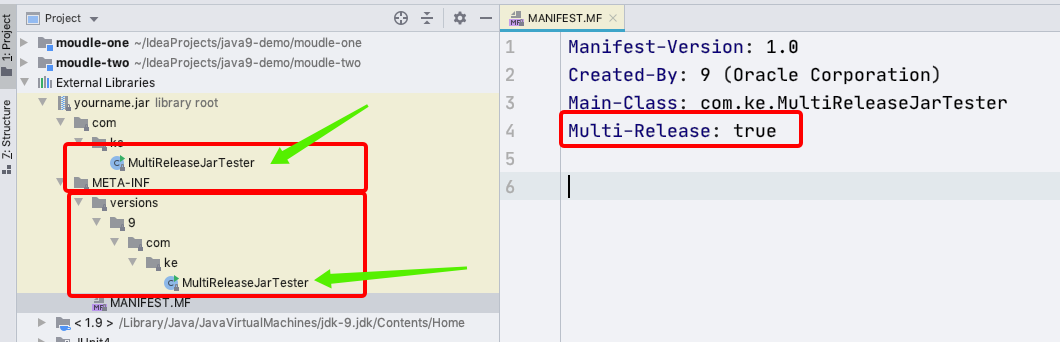 Project
MANIFEST.MF
1: Project
Z: Structure
moudle-one ~/IdeaProjects/java9-demo/moudle-one
moudle-two ~/IdeaProjects/java9-demo/moudle-two
External Libraries
yourname.jar library root
com
ke
MultiReleaseJarTester
META-INF
versions
9
com
ke
MultiReleaseJarTester
MANIFEST.MF
< 1.9 > /Library/Java/JavaVirtualMachines/jdk-9.jdk/Contents/Home
JUnit4
1 Manifest-Version: 1.0
2 Created-By: 9 (Oracle Corporation)
3 Main-Class: com.ke.MultiReleaseJarTester
4 Multi-Release: true
5
6